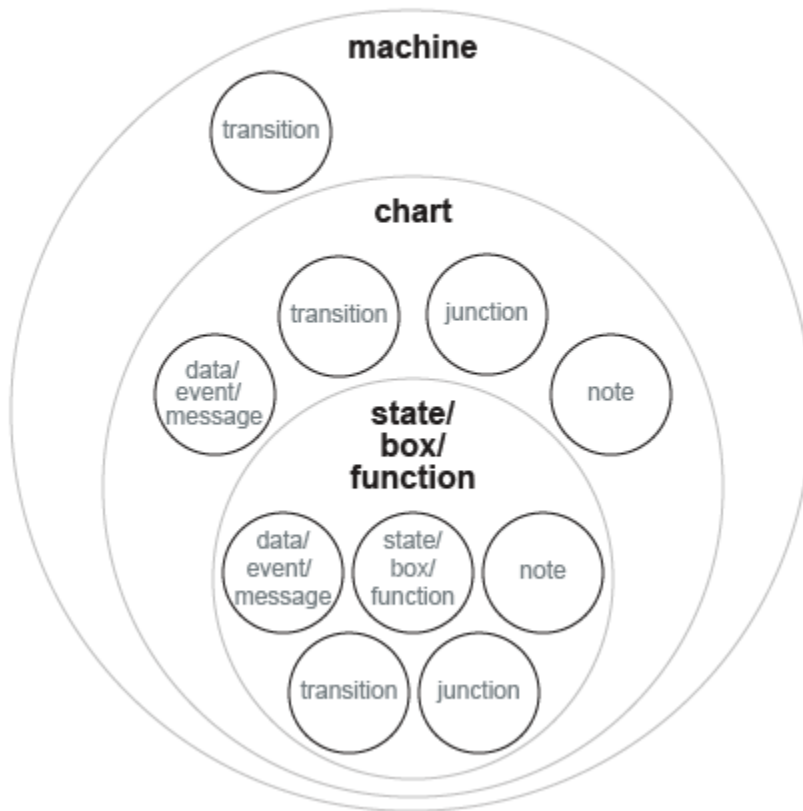 machine
transition
chart
transition
junction
data/
event/
message
note
state/
box/
function
data/
event/
message
state/
box/
function
note
transition
junction